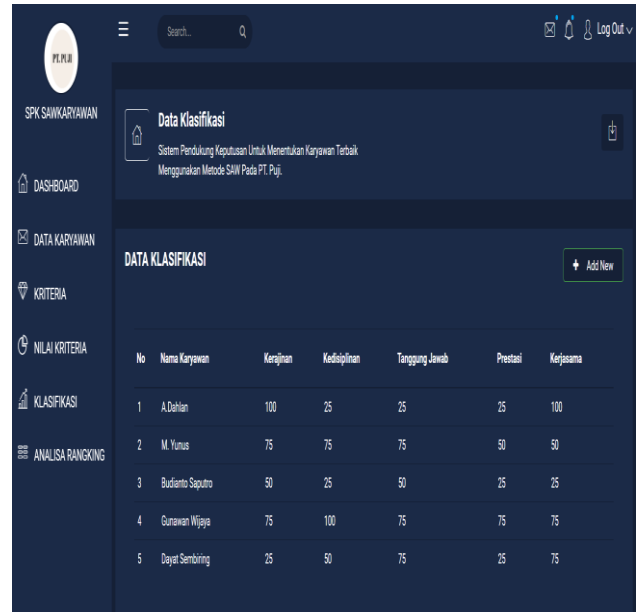 PT. PUJI
SPK SAWKARYAWAN
DASHBOARD
DATA KARYAWAN
KRITERIA
NILAI KRITERIA
KLASIFIKASI
ANALISA RANGKING
Search...
Log Out
Data Klasifikasi
Sistem Pendukung Keputusan Untuk Menentukan Karyawan Terbaik
Menggunakan Metode SAW Pada PT. Puji.
DATA KLASIFIKASI
Add New
No Nama Karyawan Kerajinan Kedisiplinan Tanggung Jawab Prestasi Kerjasama
1 A.Dahlan 100 25 25 25 100
2 M. Yunus 75 75 75 50 50
3 Budianto Saputro 50 25 50 25 25
4 Gunawan Wijaya 75 100 75 75 75
5 Dayat Sembiring 25 50 75 25 75